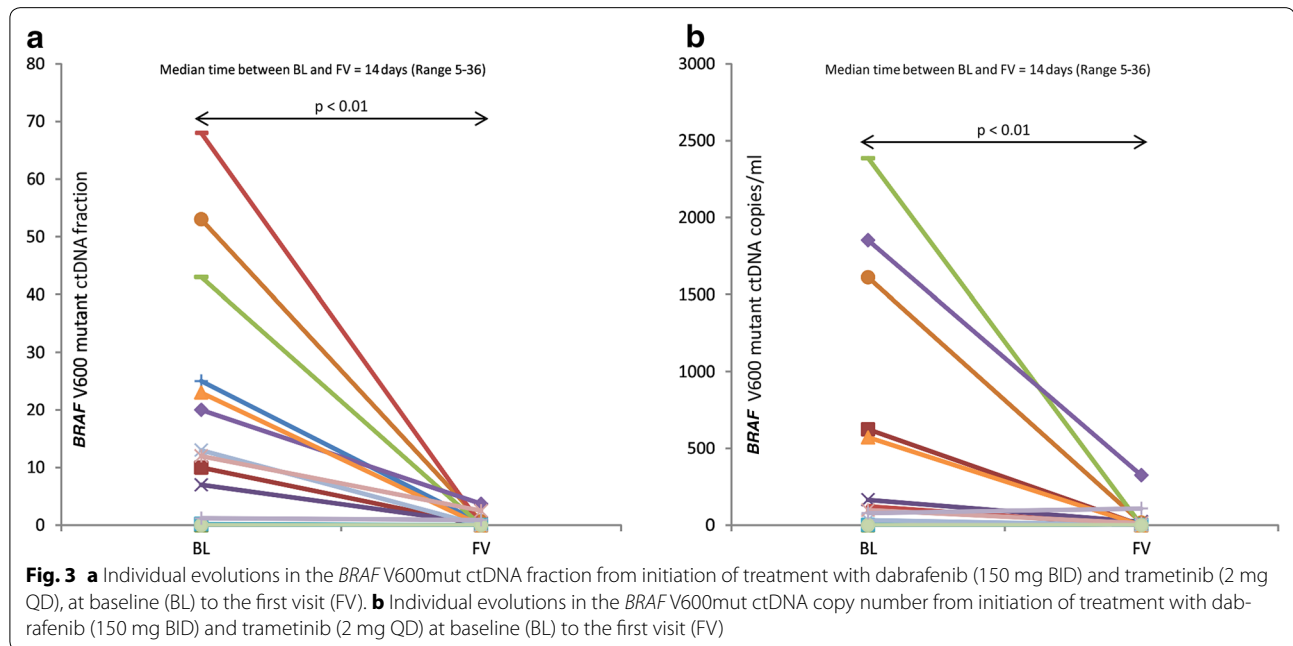 a
80
70
60
50
40
30
20
10
0
BRAF V600 mutant ctDNA fraction
Median time between BL and FV = 14 days (Range 5-36)
p < 0.01
BL
FV
b
3000
2500
2000
1500
1000
500
0
BRAF V600 mutant ctDNA copies/ml
Median time between BL and FV = 14 days (Range 5-36)
p < 0.01
BL
FV
Fig. 3 a Individual evolutions in the BRAF V600mut ctDNA fraction from initiation of treatment with dabrafenib (150 mg BID) and trametinib (2 mg
QD), at baseline (BL) to the first visit (FV). b Individual evolutions in the BRAF V600mut ctDNA copy number from initiation of treatment with dab-
rafenib (150 mg BID) and trametinib (2 mg QD) at baseline (BL) to the first visit (FV)